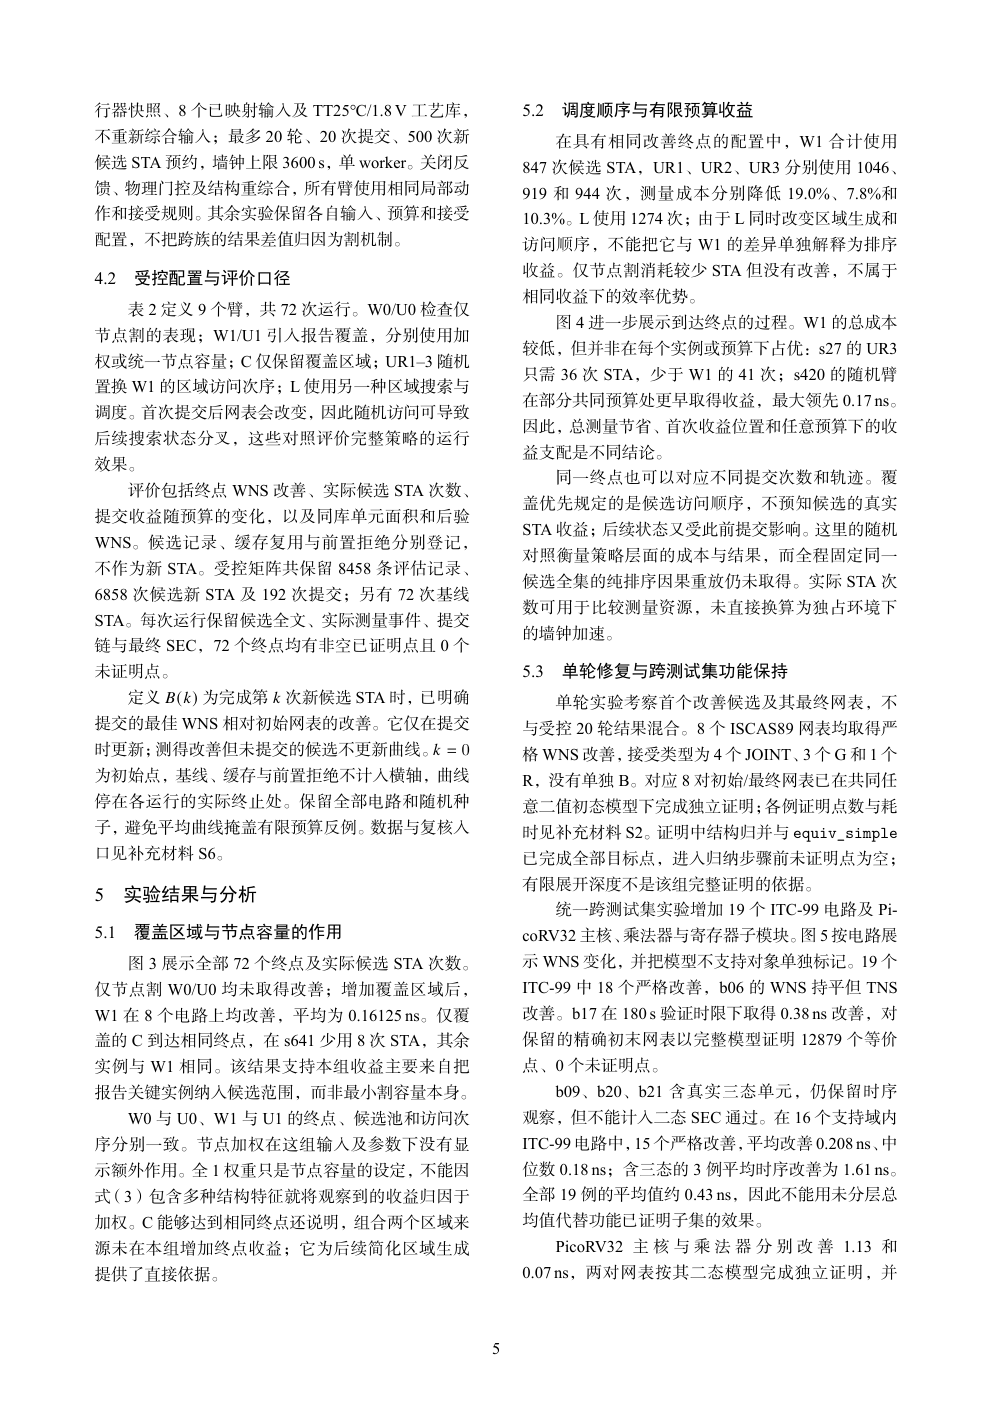 行器快照、8 个已映射输入及 TT25℃/1.8 V 工艺库，
不重新综合输入；最多 20 轮、20 次提交、500 次新
候选 STA 预约，墙钟上限 3600 s，单 worker。关闭反
馈、物理门控及结构重综合，所有臂使用相同局部动
作和接受规则。其余实验保留各自输入、预算和接受
配置，不把跨族的结果差值归因为割机制。
4.2 受控配置与评价口径
表 2 定义 9 个臂，共 72 次运行。W0/U0 检查仅
节点割的表现；W1/U1 引入报告覆盖，分别使用加
权或统一节点容量；C 仅保留覆盖区域；UR1–3 随机
置换 W1 的区域访问次序；L 使用另一种区域搜索与
调度。首次提交后网表会改变，因此随机访问可导致
后续搜索状态分叉，这些对照评价完整策略的运行
效果。
评价包括终点 WNS 改善、实际候选 STA 次数、
提交收益随预算的变化，以及同库单元面积和后验
WNS。候选记录、缓存复用与前置拒绝分别登记，
不作为新 STA。受控矩阵共保留 8458 条评估记录、
6858 次候选新 STA 及 192 次提交；另有 72 次基线
STA。每次运行保留候选全文、实际测量事件、提交
链与最终 SEC，72 个终点均有非空已证明点且 0 个
未证明点。
定义 B(k) 为完成第 k 次新候选 STA 时，已明确
提交的最佳 WNS 相对初始网表的改善。它仅在提交
时更新；测得改善但未提交的候选不更新曲线。k = 0
为初始点，基线、缓存与前置拒绝不计入横轴，曲线
停在各运行的实际终止处。保留全部电路和随机种
子，避免平均曲线掩盖有限预算反例。数据与复核入
口见补充材料 S6。
5 实验结果与分析
5.1 覆盖区域与节点容量的作用
图 3 展示全部 72 个终点及实际候选 STA 次数。
仅节点割 W0/U0 均未取得改善；增加覆盖区域后，
W1 在 8 个电路上均改善，平均为 0.16125 ns。仅覆
盖的 C 到达相同终点，在 s641 少用 8 次 STA，其余
实例与 W1 相同。该结果支持本组收益主要来自把
报告关键实例纳入候选范围，而非最小割容量本身。
W0 与 U0、W1 与 U1 的终点、候选池和访问次
序分别一致。节点加权在这组输入及参数下没有显
示额外作用。全 1 权重只是节点容量的设定，不能因
式（3）包含多种结构特征就将观察到的收益归因于
加权。C 能够达到相同终点还说明，组合两个区域来
源未在本组增加终点收益；它为后续简化区域生成
提供了直接依据。
5.2 调度顺序与有限预算收益
在具有相同改善终点的配置中，W1 合计使用
847 次候选 STA，UR1、UR2、UR3 分别使用 1046、
919 和 944 次，测量成本分别降低 19.0%、7.8%和
10.3%。L 使用 1274 次；由于 L 同时改变区域生成和
访问顺序，不能把它与 W1 的差异单独解释为排序
收益。仅节点割消耗较少 STA 但没有改善，不属于
相同收益下的效率优势。
图 4 进一步展示到达终点的过程。W1 的总成本
较低，但并非在每个实例或预算下占优：s27 的 UR3
只需 36 次 STA，少于 W1 的 41 次；s420 的随机臂
在部分共同预算处更早取得收益，最大领先 0.17 ns。
因此，总测量节省、首次收益位置和任意预算下的收
益支配是不同结论。
同一终点也可以对应不同提交次数和轨迹。覆
盖优先规定的是候选访问顺序，不预知候选的真实
STA 收益；后续状态又受此前提交影响。这里的随机
对照衡量策略层面的成本与结果，而全程固定同一
候选全集的纯排序因果重放仍未取得。实际 STA 次
数可用于比较测量资源，未直接换算为独占环境下
的墙钟加速。
5.3 单轮修复与跨测试集功能保持
单轮实验考察首个改善候选及其最终网表，不
与受控 20 轮结果混合。8 个 ISCAS89 网表均取得严
格 WNS 改善，接受类型为 4 个 JOINT、3 个 G 和 1 个
R，没有单独 B。对应 8 对初始/最终网表已在共同任
意二值初态模型下完成独立证明；各例证明点数与耗
时见补充材料 S2。证明中结构归并与 equiv_simple
已完成全部目标点，进入归纳步骤前未证明点为空；
有限展开深度不是该组完整证明的依据。
统一跨测试集实验增加 19 个 ITC-99 电路及 Pi-
coRV32 主核、乘法器与寄存器子模块。图 5 按电路展
示 WNS 变化，并把模型不支持对象单独标记。19 个
ITC-99 中 18 个严格改善，b06 的 WNS 持平但 TNS
改善。b17 在 180 s 验证时限下取得 0.38 ns 改善，对
保留的精确初末网表以完整模型证明 12879 个等价
点、0 个未证明点。
b09、b20、b21 含真实三态单元，仍保留时序
观察，但不能计入二态 SEC 通过。在 16 个支持域内
ITC-99 电路中，15 个严格改善，平均改善 0.208 ns、中
位数 0.18 ns；含三态的 3 例平均时序改善为 1.61 ns。
全部 19 例的平均值约 0.43 ns，因此不能用未分层总
均值代替功能已证明子集的效果。
PicoRV32 主核与乘法器分别改善 1.13 和
0.07 ns，两对网表按其二态模型完成独立证明，并
5